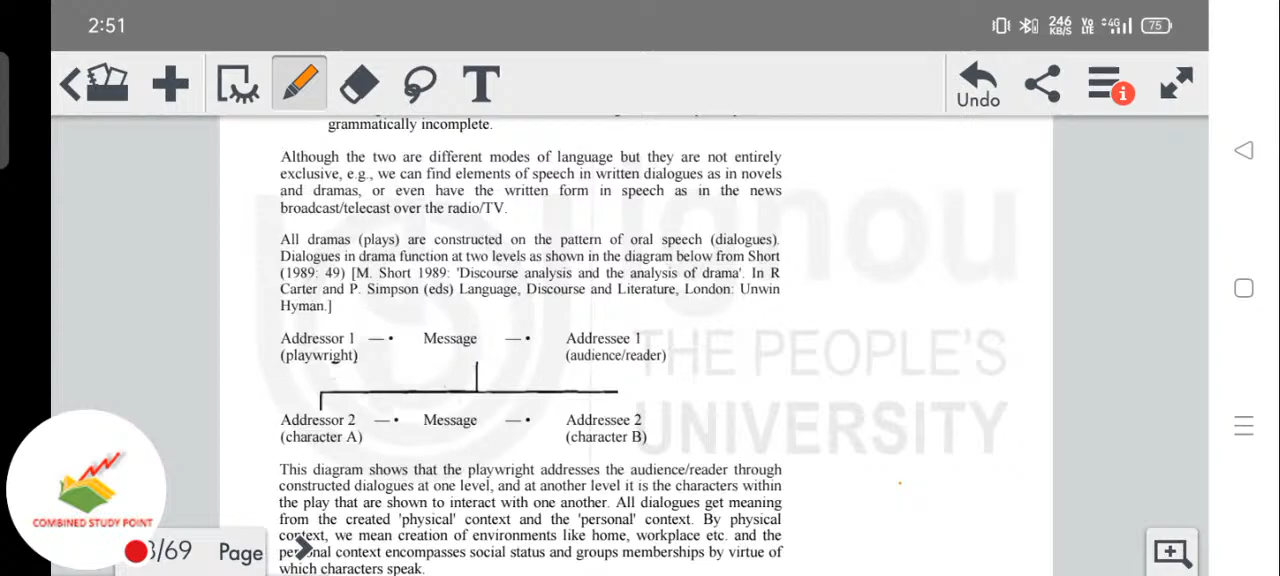 2:51
246 KB/S
Vo LTE
4G
75
Undo
grammatically incomplete.
Although the two are different modes of language but they are not entirely
exclusive, e.g., we can find elements of speech in written dialogues as in novels
and dramas, or even have the written form in speech as in the news
broadcast/telecast over the radio/TV.
All dramas (plays) are constructed on the pattern of oral speech (dialogues).
Dialogues in drama function at two levels as shown in the diagram below from Short
(1989: 49) [M. Short 1989: 'Discourse analysis and the analysis of drama'. In R
Carter and P. Simpson (eds) Language, Discourse and Literature, London: Unwin
Hyman.]
Addressor 1 —• Message —• Addressee 1
(playwright) (audience/reader)
Addressor 2 —• Message —• Addressee 2
(character A) (character B)
This diagram shows that the playwright addresses the audience/reader through
constructed dialogues at one level, and at another level it is the characters within
the play that are shown to interact with one another. All dialogues get meaning
from the created 'physical' context and the 'personal' context. By physical
context, we mean creation of environments like home, workplace etc. and the
personal context encompasses social status and groups memberships by virtue of
which characters speak.
ignou
THE PEOPLE'S
UNIVERSITY
COMBINED STUDY POINT
3/69 Page